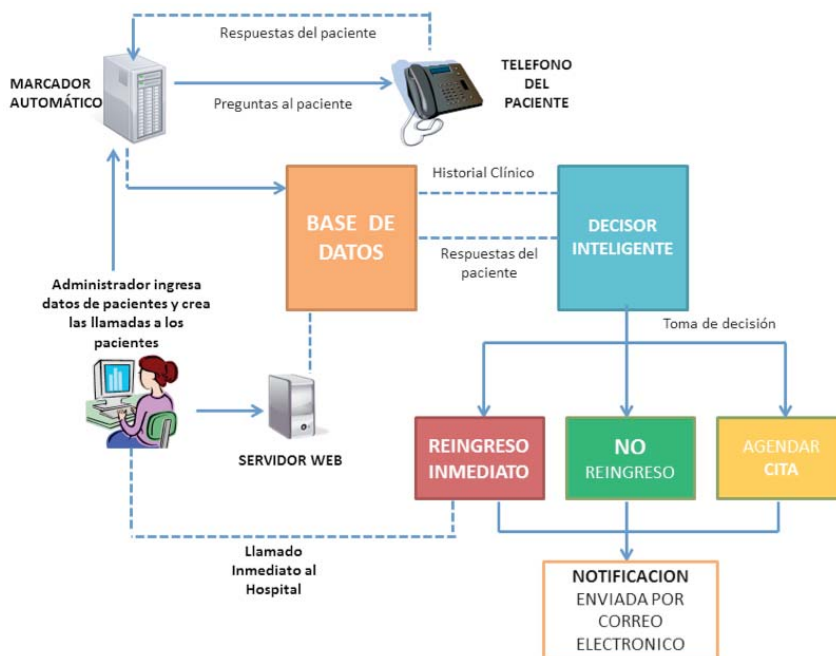 Respuestas del paciente
MARCADOR
AUTOMÁTICO
Preguntas al paciente
TELEFONO
DEL
PACIENTE
BASE DE
DATOS
Historial Clínico
Respuestas del
paciente
DECISOR
INTELIGENTE
Administrador ingresa
datos de pacientes y crea
las llamadas a los
pacientes
SERVIDOR WEB
Toma de decisión
REINGRESO
INMEDIATO
NO
REINGRESO
AGENDAR
CITA
Llamado
Inmediato al
Hospital
NOTIFICACION
ENVIADA POR
CORREO
ELECTRONICO